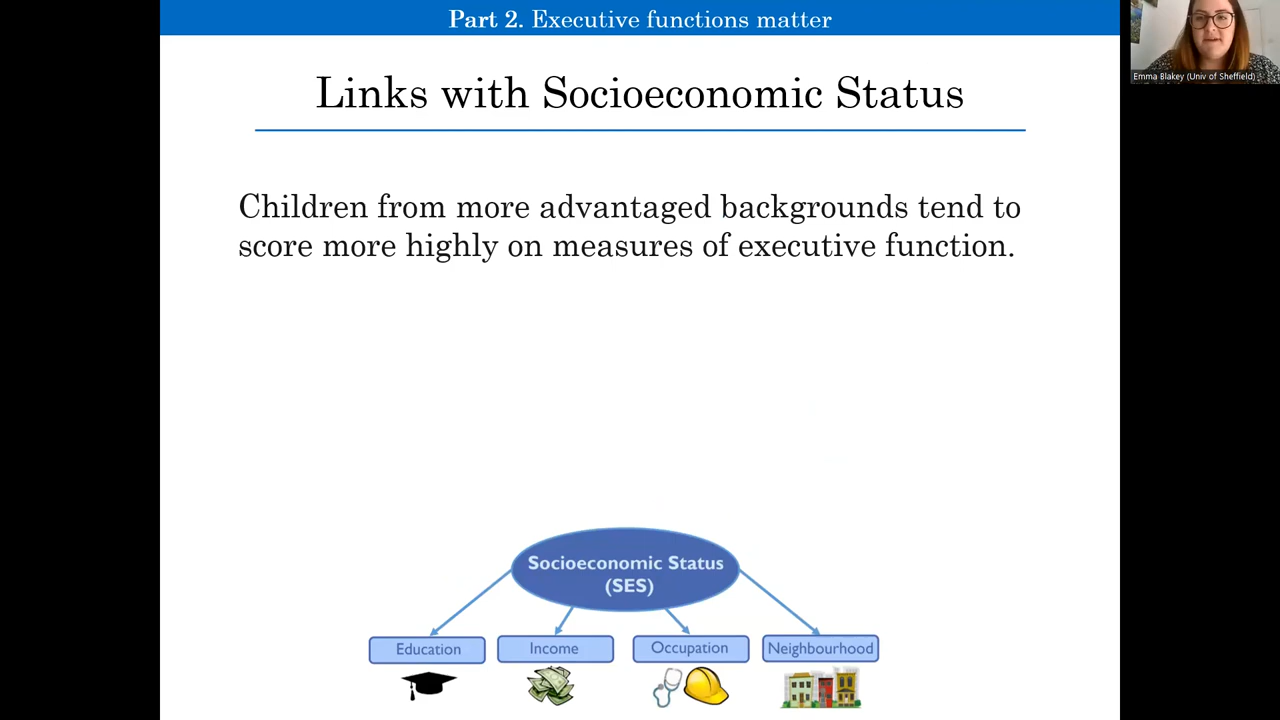 Part 2. Executive functions matter
Emma Blakey (Univ of Sheffield)
Links with Socioeconomic Status
Children from more advantaged backgrounds tend to
score more highly on measures of executive function.
Socioeconomic Status
(SES)
Education
Income
Occupation
Neighbourhood